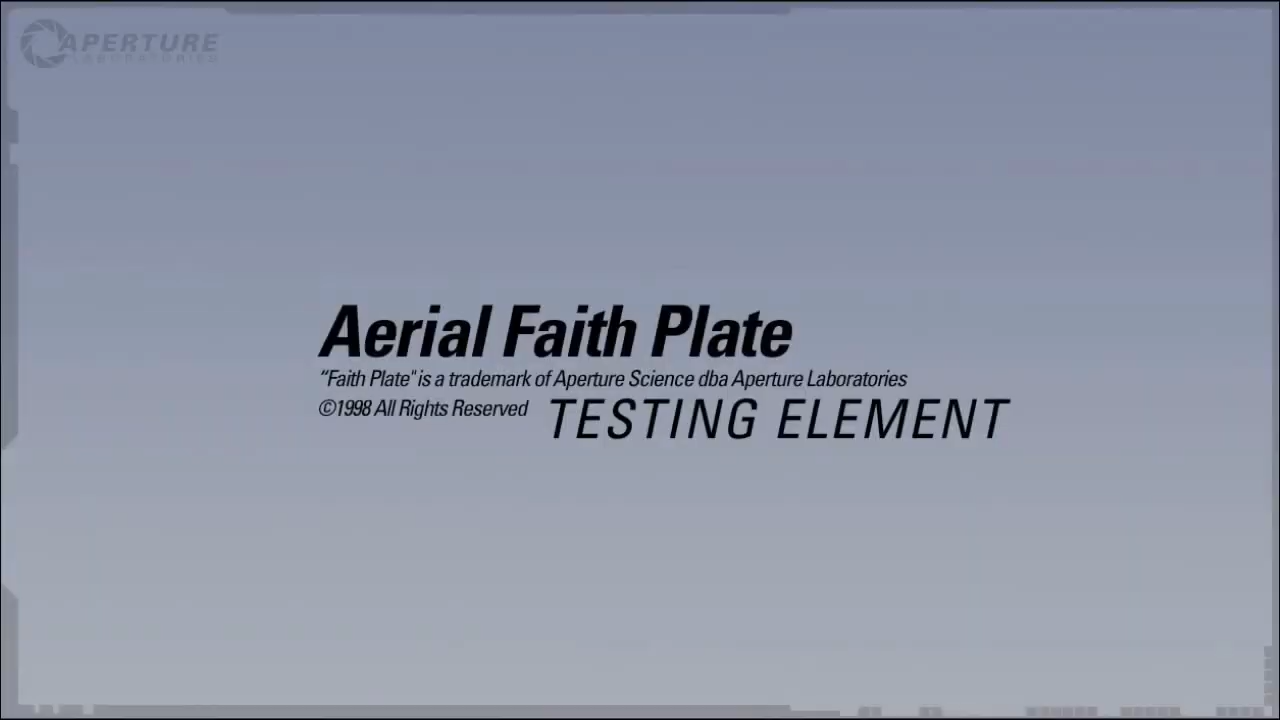 APERTURE
LABORATORIES
Aerial Faith Plate
“Faith Plate" is a trademark of Aperture Science dba Aperture Laboratories
©1998 All Rights Reserved TESTING ELEMENT